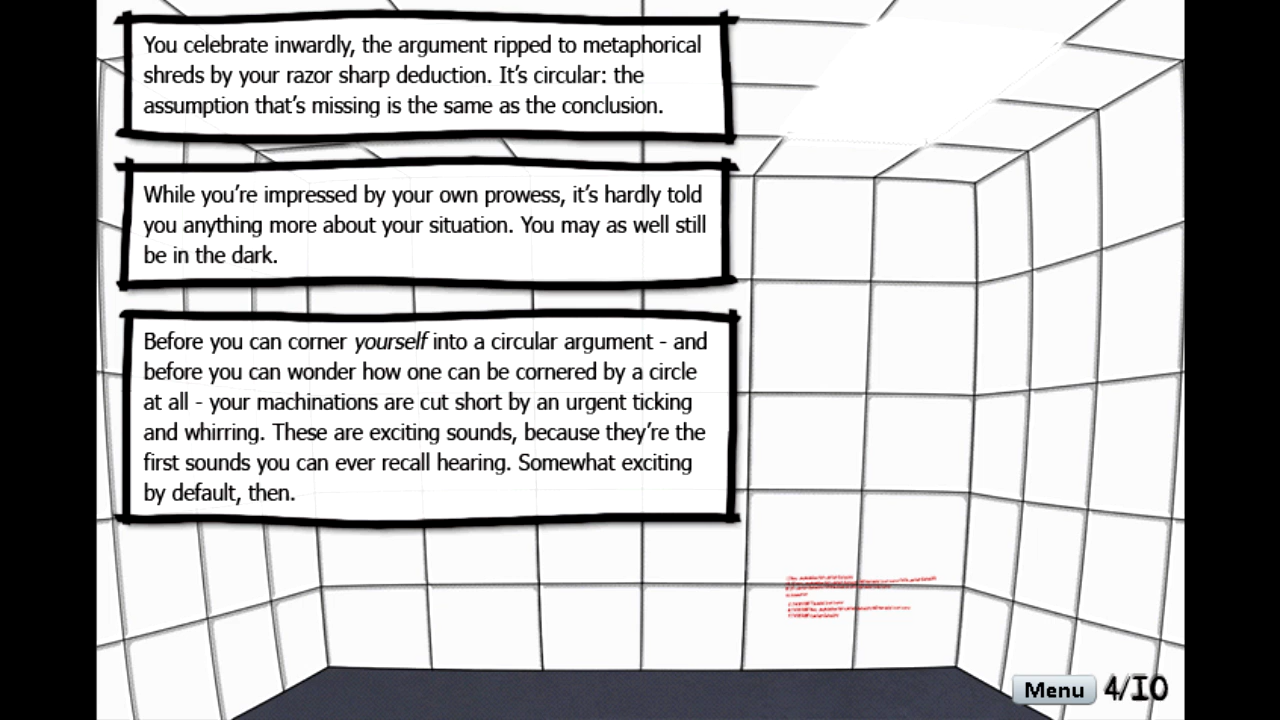 You celebrate inwardly, the argument ripped to metaphorical
shreds by your razor sharp deduction. It’s circular: the
assumption that’s missing is the same as the conclusion.
While you’re impressed by your own prowess, it’s hardly told
you anything more about your situation. You may as well still
be in the dark.
Before you can corner yourself into a circular argument - and
before you can wonder how one can be cornered by a circle
at all - your machinations are cut short by an urgent ticking
and whirring. These are exciting sounds, because they’re the
first sounds you can ever recall hearing. Somewhat exciting
by default, then.
Menu 4/10